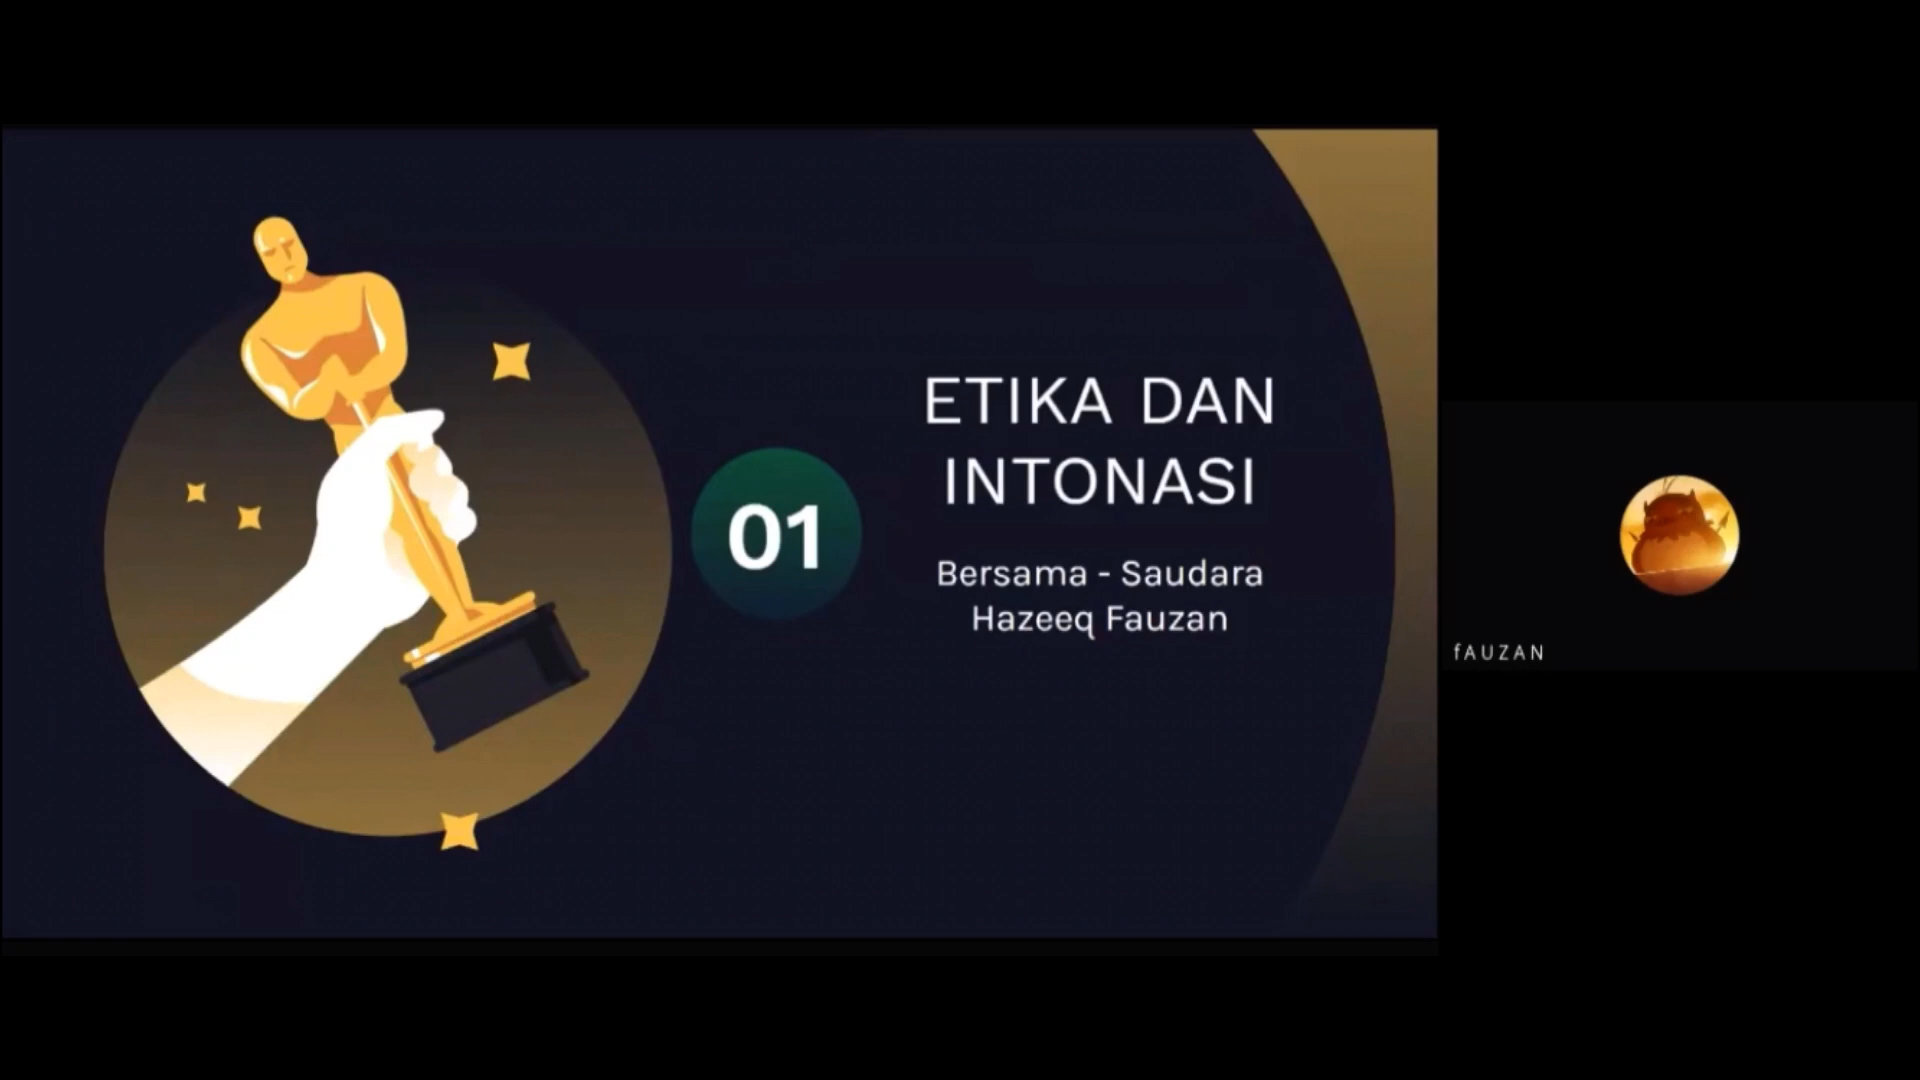 01
ETIKA DAN
INTONASI
Bersama - Saudara
Hazeeq Fauzan
fAUZAN